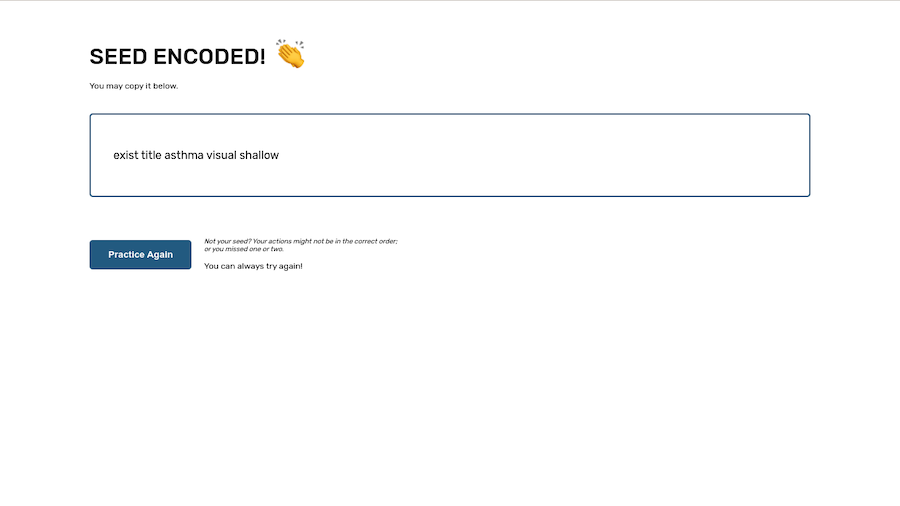 SEED ENCODED! 👏
You may copy it below.
exist title asthma visual shallow
Practice Again
Not your seed? Your actions might not be in the correct order;
or you missed one or two.
You can always try again!